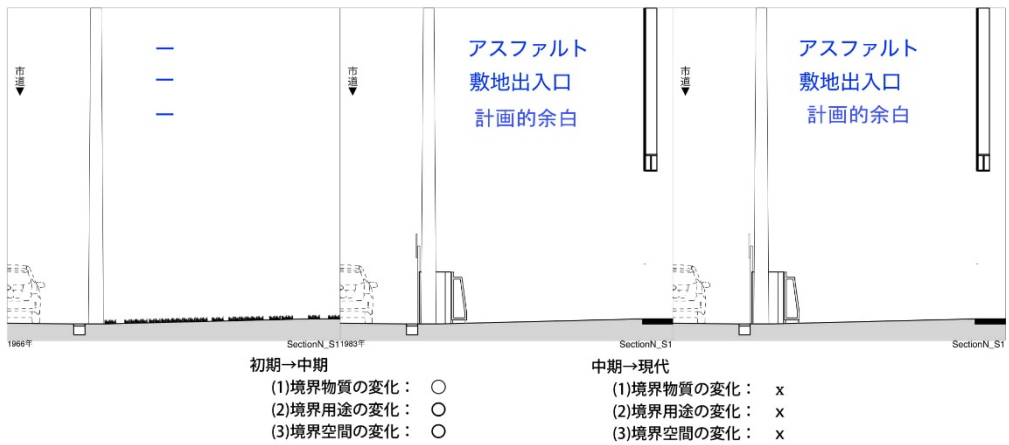 市道▼
—
—
—
1966年
SectionN_S1
市道▼
アスファルト
敷地出入口
計画的余白
1983年
SectionN_S1
市道▼
アスファルト
敷地出入口
計画的余白
SectionN_S1
初期→中期
(1)境界物質の変化： ○
(2)境界用途の変化： ○
(3)境界空間の変化： ○
中期→現代
(1)境界物質の変化： x
(2)境界用途の変化： x
(3)境界空間の変化： x